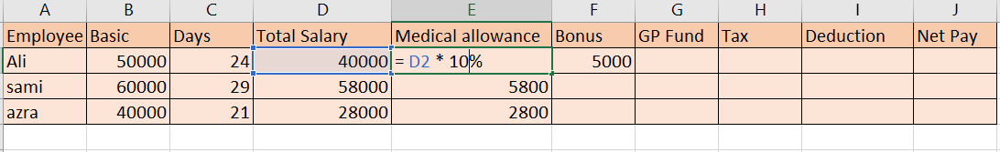 A B C D E F G H I J
Employee Basic Days Total Salary Medical allowance Bonus GP Fund Tax Deduction Net Pay
Ali 50000 24 40000 = D2 * 10% 5000
sami 60000 29 58000 5800
azra 40000 21 28000 2800